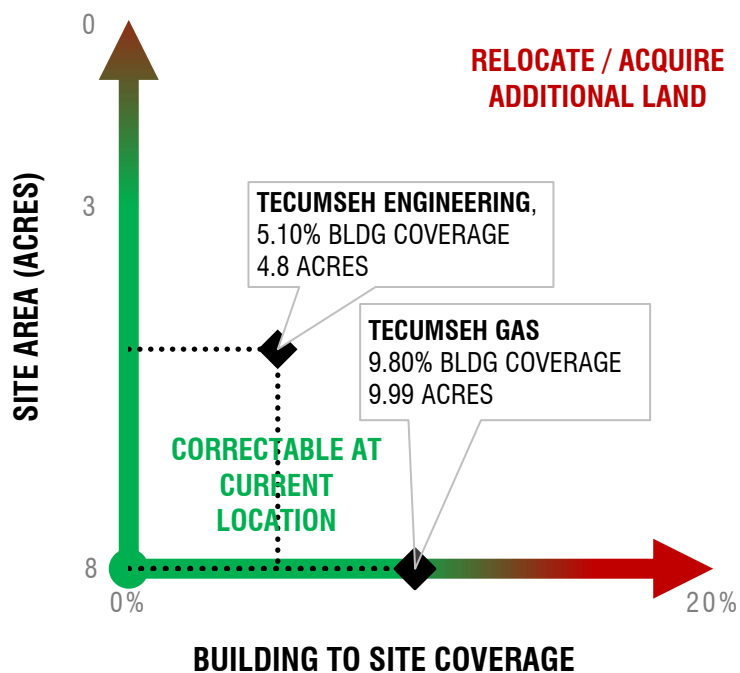 0
RELOCATE / ACQUIRE
ADDITIONAL LAND
SITE AREA (ACRES)
3
TECUMSEH ENGINEERING,
5.10% BLDG COVERAGE
4.8 ACRES
TECUMSEH GAS
9.80% BLDG COVERAGE
9.99 ACRES
CORRECTABLE AT
CURRENT
LOCATION
8
0%
20%
BUILDING TO SITE COVERAGE